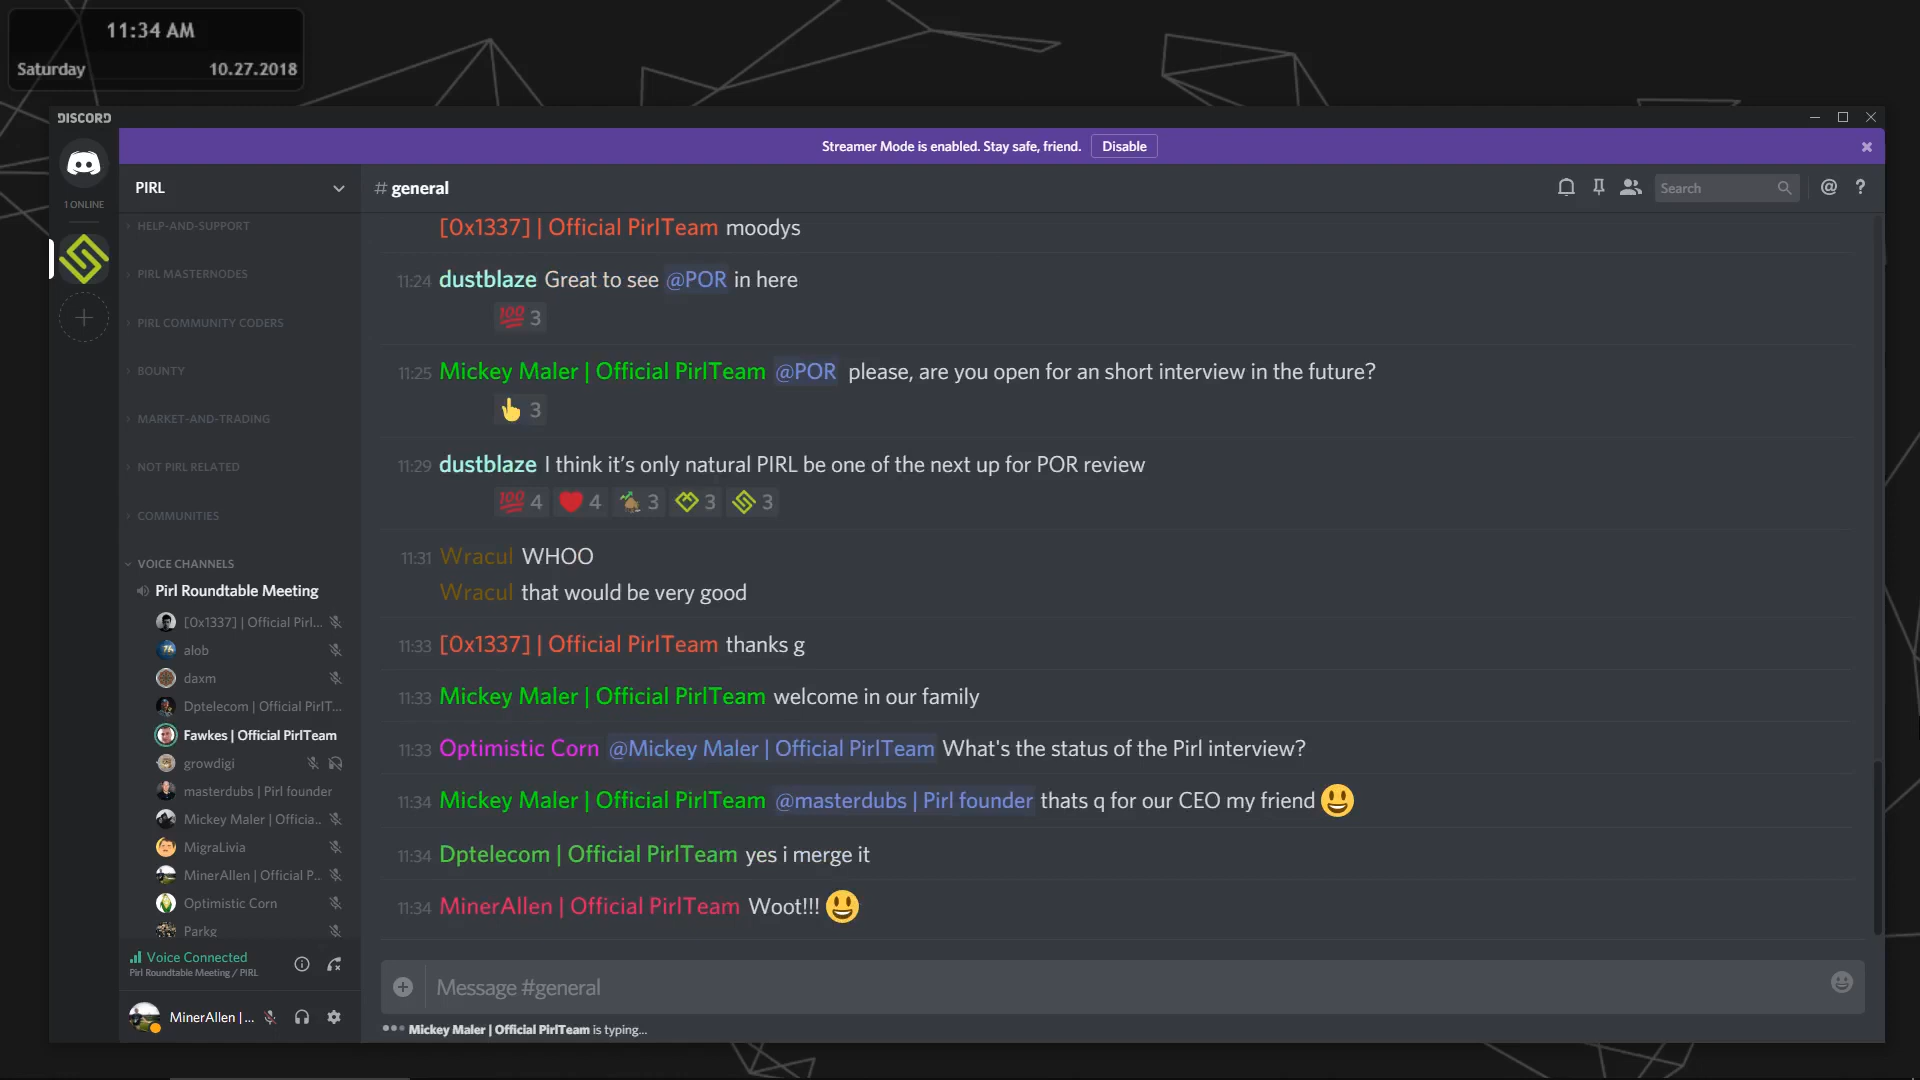 11:34 AM
Saturday 10.27.2018
DISCORD
Streamer Mode is enabled. Stay safe, friend. Disable
1 ONLINE
PIRL
# general
Search
HELP-AND-SUPPORT
PIRL MASTERNODES
PIRL COMMUNITY CODERS
BOUNTY
MARKET-AND-TRADING
NOT PIRL RELATED
COMMUNITIES
VOICE CHANNELS
Pirl Roundtable Meeting
[0x1337] | Official Pirl...
alob
daxm
Dptelecom | Official PirlT...
Fawkes | Official PirlTeam
growdigi
masterdubs | Pirl founder
Mickey Maler | Officia...
MigraLivia
MinerAllen | Official P...
Optimistic Corn
Parkg
Voice Connected
Pirl Roundtable Meeting / PIRL
MinerAllen |...
[0x1337] | Official PirlTeam moodys
11:24 dustblaze Great to see @POR in here
100 3
11:25 Mickey Maler | Official PirlTeam @POR please, are you open for an short interview in the future?
3
11:29 dustblaze I think it's only natural PIRL be one of the next up for POR review
100 4 4 3 3 3
11:31 Wracul WHOO
Wracul that would be very good
11:33 [0x1337] | Official PirlTeam thanks g
11:33 Mickey Maler | Official PirlTeam welcome in our family
11:33 Optimistic Corn @Mickey Maler | Official PirlTeam What's the status of the Pirl interview?
11:34 Mickey Maler | Official PirlTeam @masterdubs | Pirl founder thats q for our CEO my friend
11:34 Dptelecom | Official PirlTeam yes i merge it
11:34 MinerAllen | Official PirlTeam Woot!!!
Message #general
Mickey Maler | Official PirlTeam is typing...